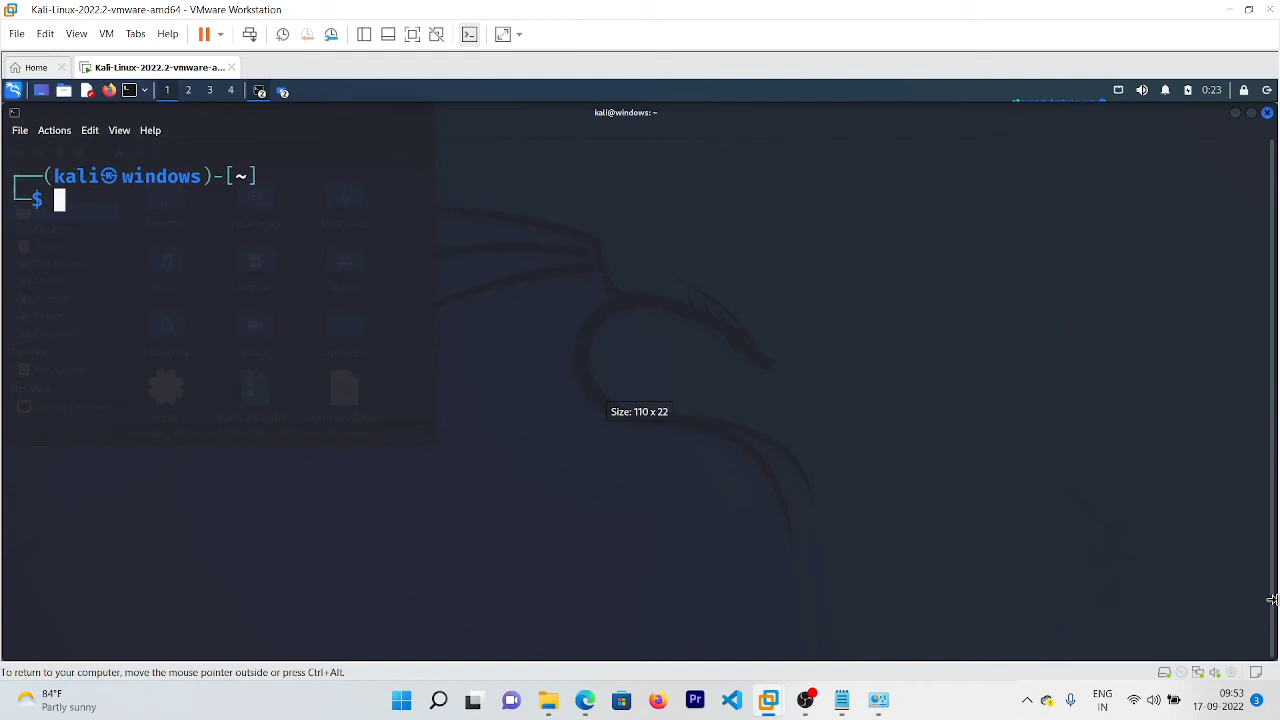 Kali-Linux-2022.2-vmware-amd64 - VMware Workstation
File Edit View VM Tabs Help
Home Kali-Linux-2022.2-vmware-a...
1 2 3 4 0:23
kali@windows: ~
File Actions Edit View Help
(kali㉿windows)-[~]
$
Size: 110 x 22
To return to your computer, move the mouse pointer outside or press Ctrl+Alt.
84°F
Partly sunny
Pr
ENG
IN
09:53
17-09-2022
3